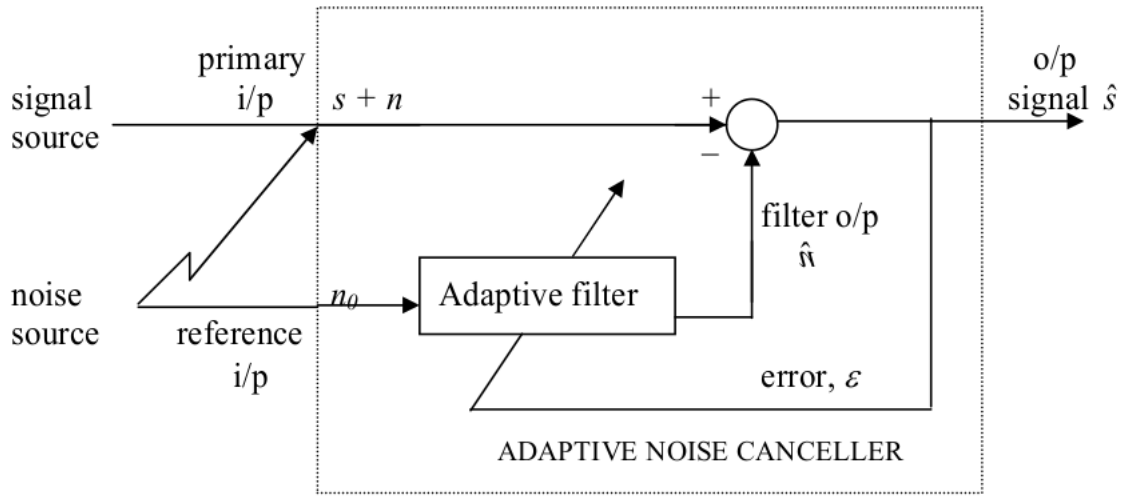 primary
i/p
signal
source
s + n
+
–
o/p
signal ŝ
filter o/p
n̂
noise
source
n₀
Adaptive filter
reference
i/p
error, ε
ADAPTIVE NOISE CANCELLER